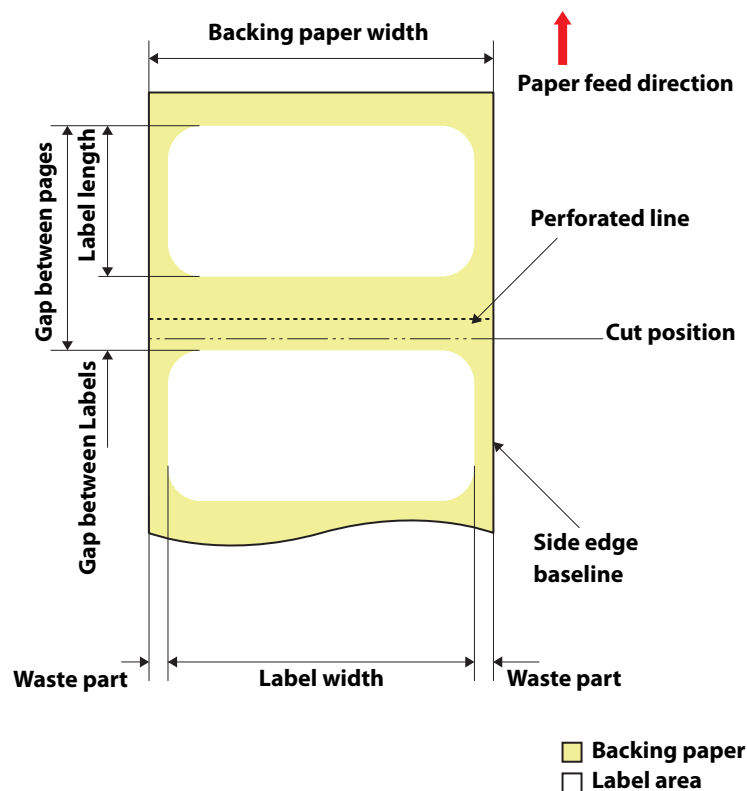 Backing paper width
Paper feed direction
Gap between pages
Label length
Perforated line
Cut position
Gap between Labels
Side edge
baseline
Waste part
Label width
Waste part
Backing paper
Label area